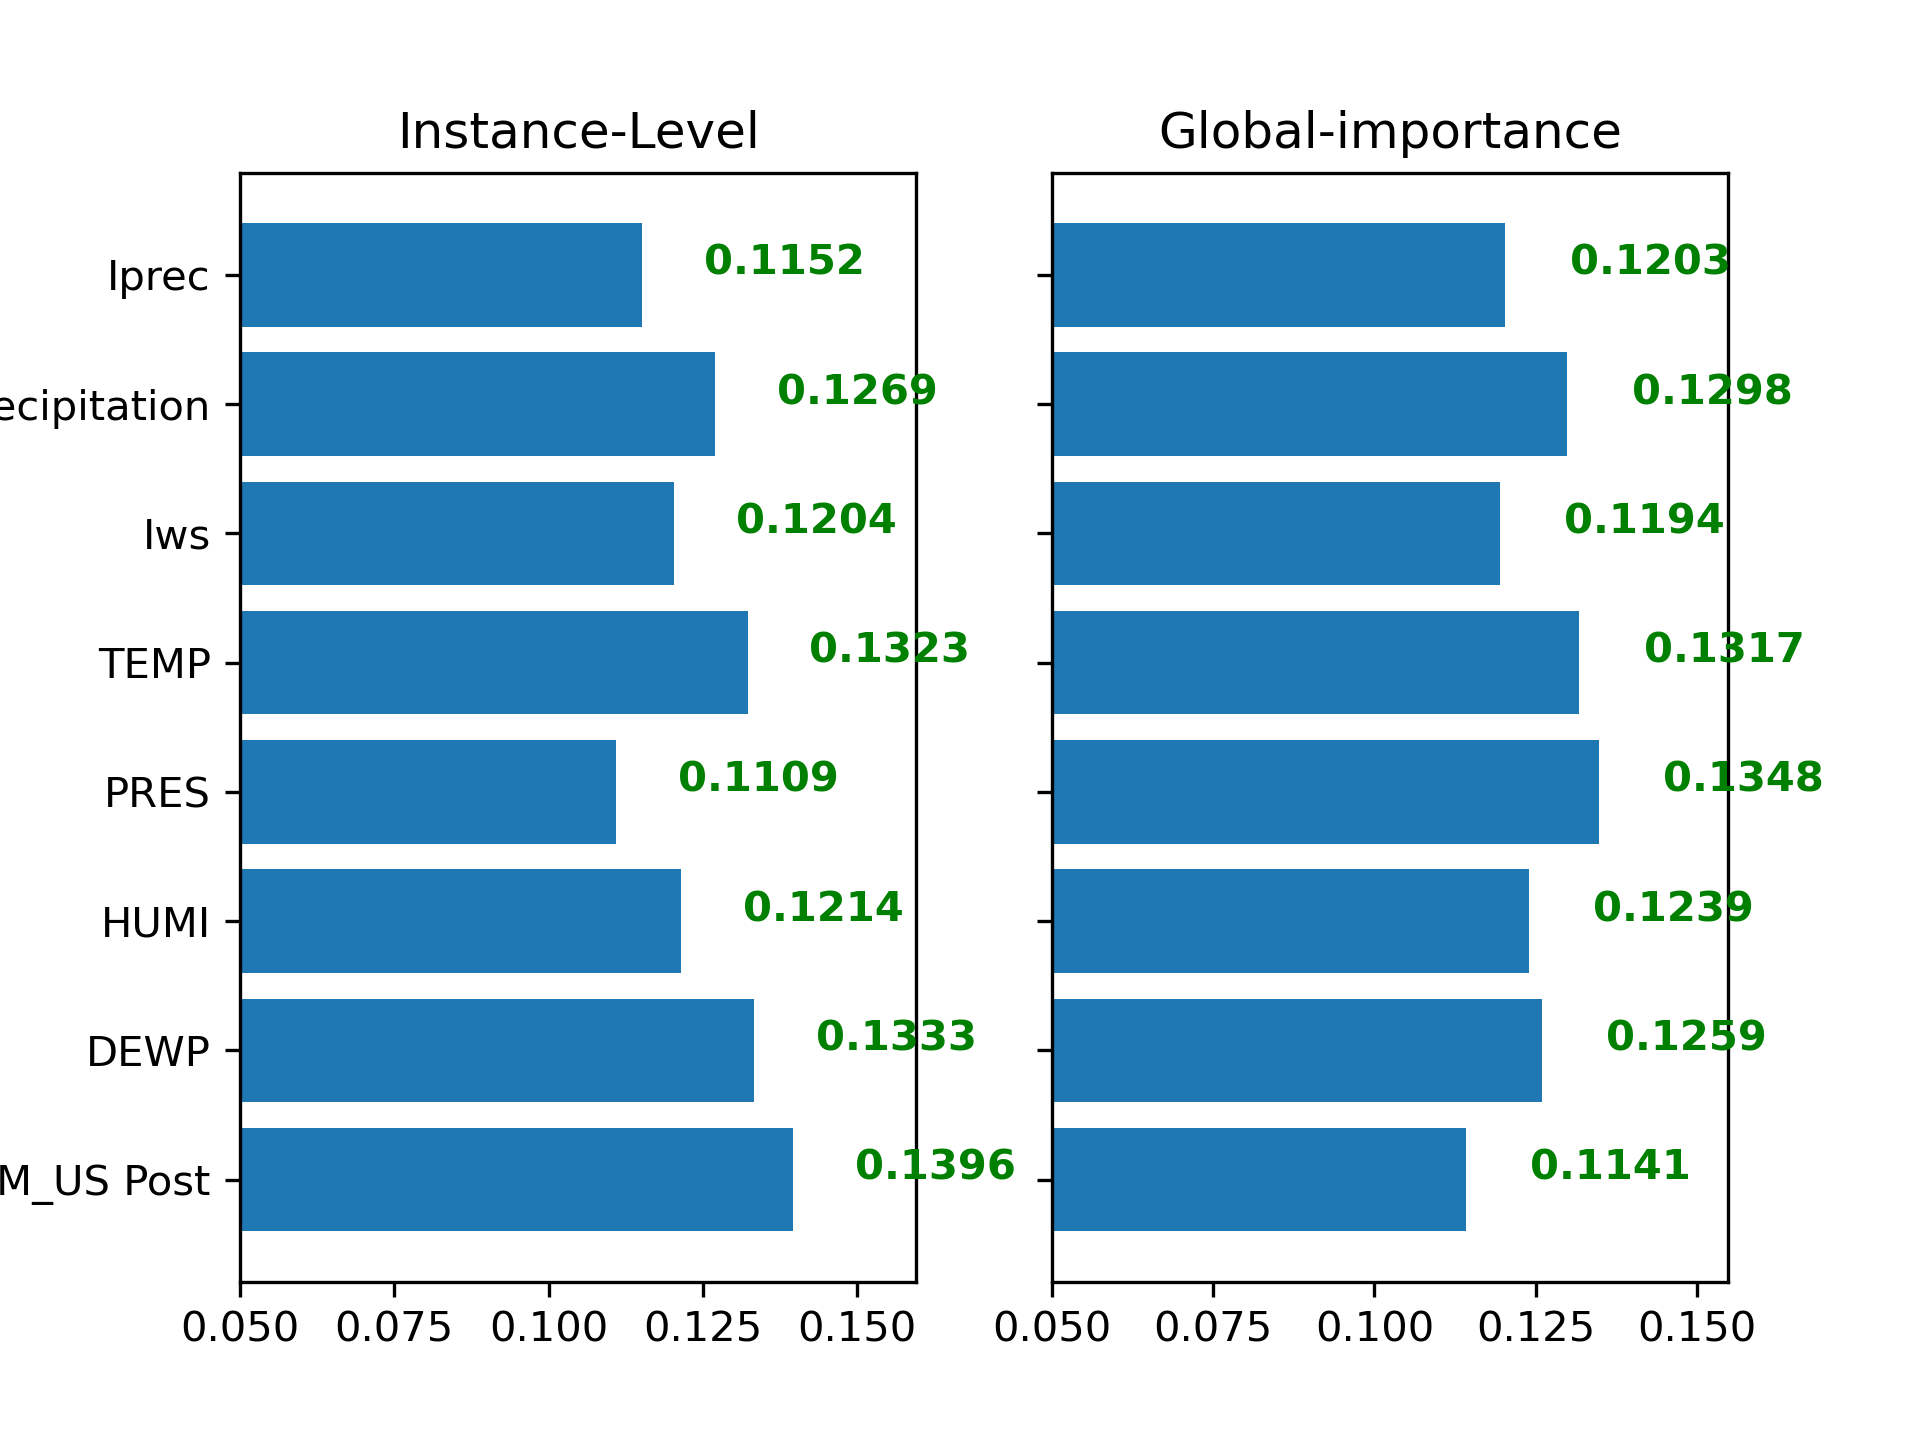 Instance-Level Global-importance
Iprec 0.1152 0.1203
ecipitation 0.1269 0.1298
Iws 0.1204 0.1194
TEMP 0.1323 0.1317
PRES 0.1109 0.1348
HUMI 0.1214 0.1239
DEWP 0.1333 0.1259
M_US Post 0.1396 0.1141
0.050 0.075 0.100 0.125 0.150 0.050 0.075 0.100 0.125 0.150